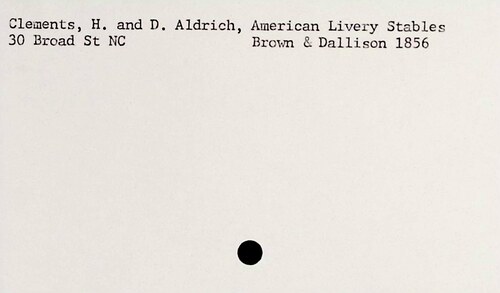 Clements, H. and D. Aldrich, American Livery Stables
30 Broad St NC Brown & Dallison 1856